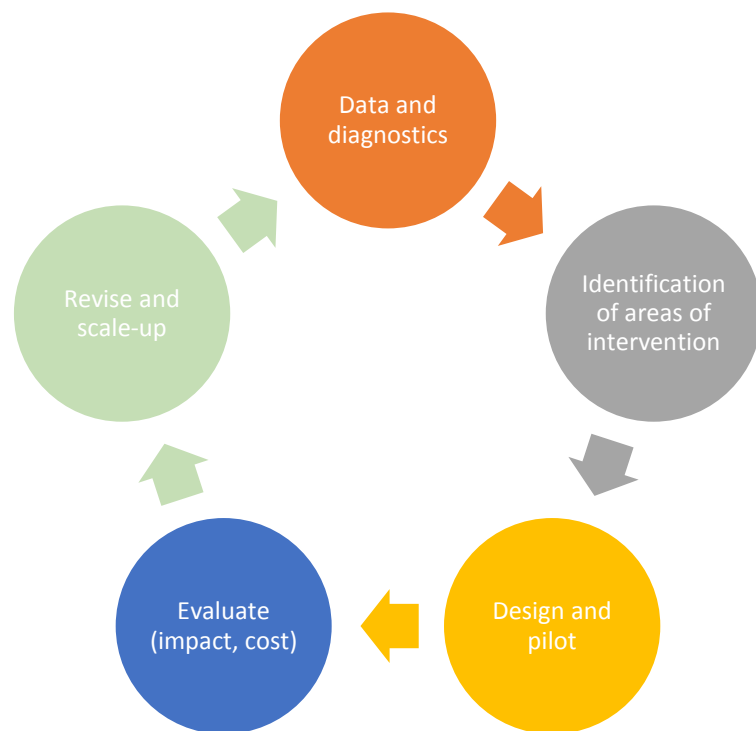 Data and
diagnostics
Identification
of areas of
intervention
Design and
pilot
Evaluate
(impact, cost)
Revise and
scale-up